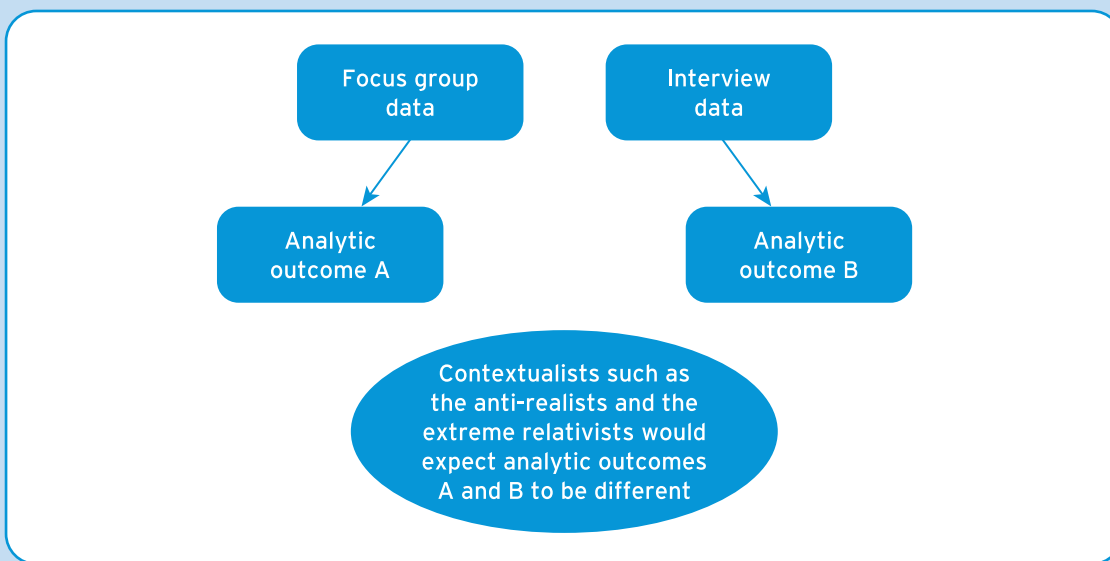 Focus group
data
Interview
data
Analytic
outcome A
Analytic
outcome B
Contextualists such as
the anti-realists and the
extreme relativists would
expect analytic outcomes
A and B to be different